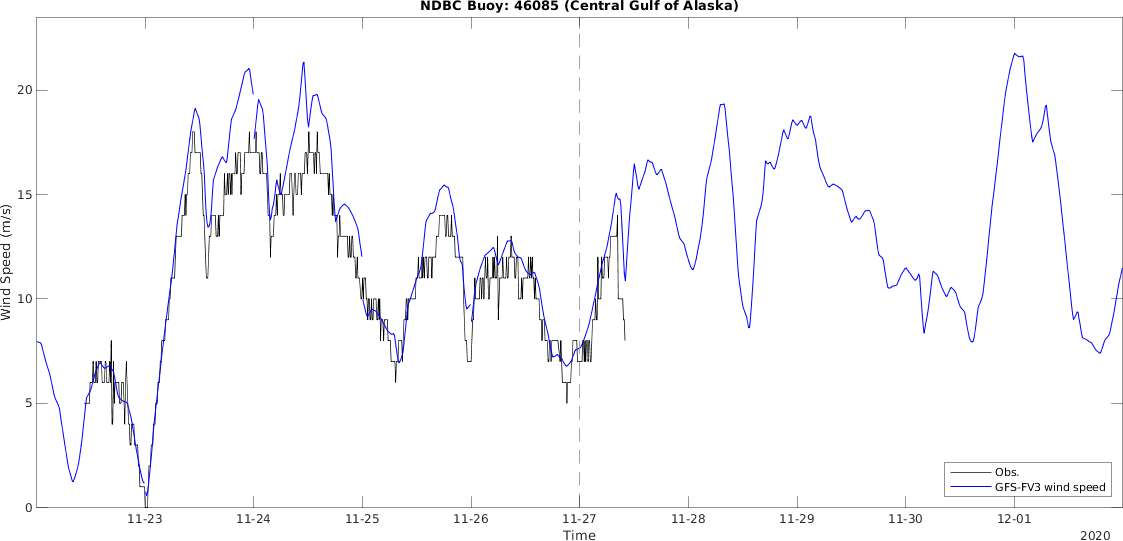 NDBC Buoy: 46085 (Central Gulf of Alaska)
Wind Speed (m/s)
20
15
10
5
0
11-23 11-24 11-25 11-26 11-27 11-28 11-29 11-30 12-01
Time
2020
Obs.
GFS-FV3 wind speed